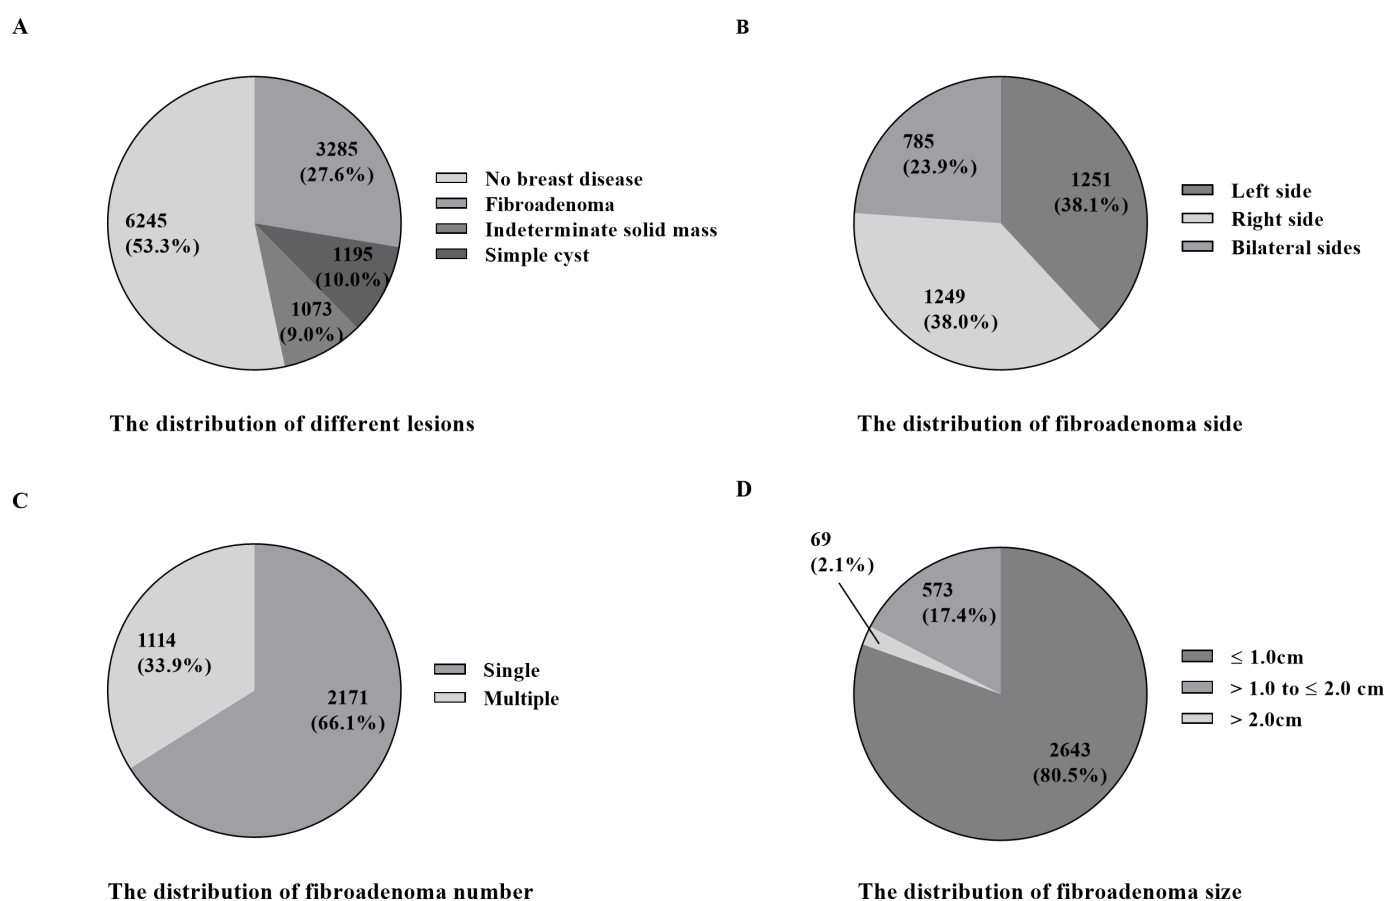 A
3285
(27.6%)
6245
(53.3%)
1195
(10.0%)
1073
(9.0%)
No breast disease
Fibroadenoma
Indeterminate solid mass
Simple cyst
The distribution of different lesions
B
785
(23.9%)
1251
(38.1%)
1249
(38.0%)
Left side
Right side
Bilateral sides
The distribution of fibroadenoma side
C
1114
(33.9%)
2171
(66.1%)
Single
Multiple
The distribution of fibroadenoma number
D
69
(2.1%)
573
(17.4%)
2643
(80.5%)
≤ 1.0cm
> 1.0 to ≤ 2.0 cm
> 2.0cm
The distribution of fibroadenoma size